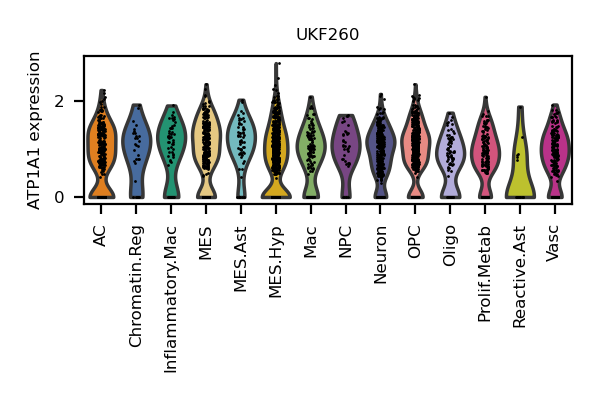 UKF260
ATP1A1 expression
2
0
AC
Chromatin.Reg
Inflammatory.Mac
MES
MES.Ast
MES.Hyp
Mac
NPC
Neuron
OPC
Oligo
Prolif.Metab
Reactive.Ast
Vasc